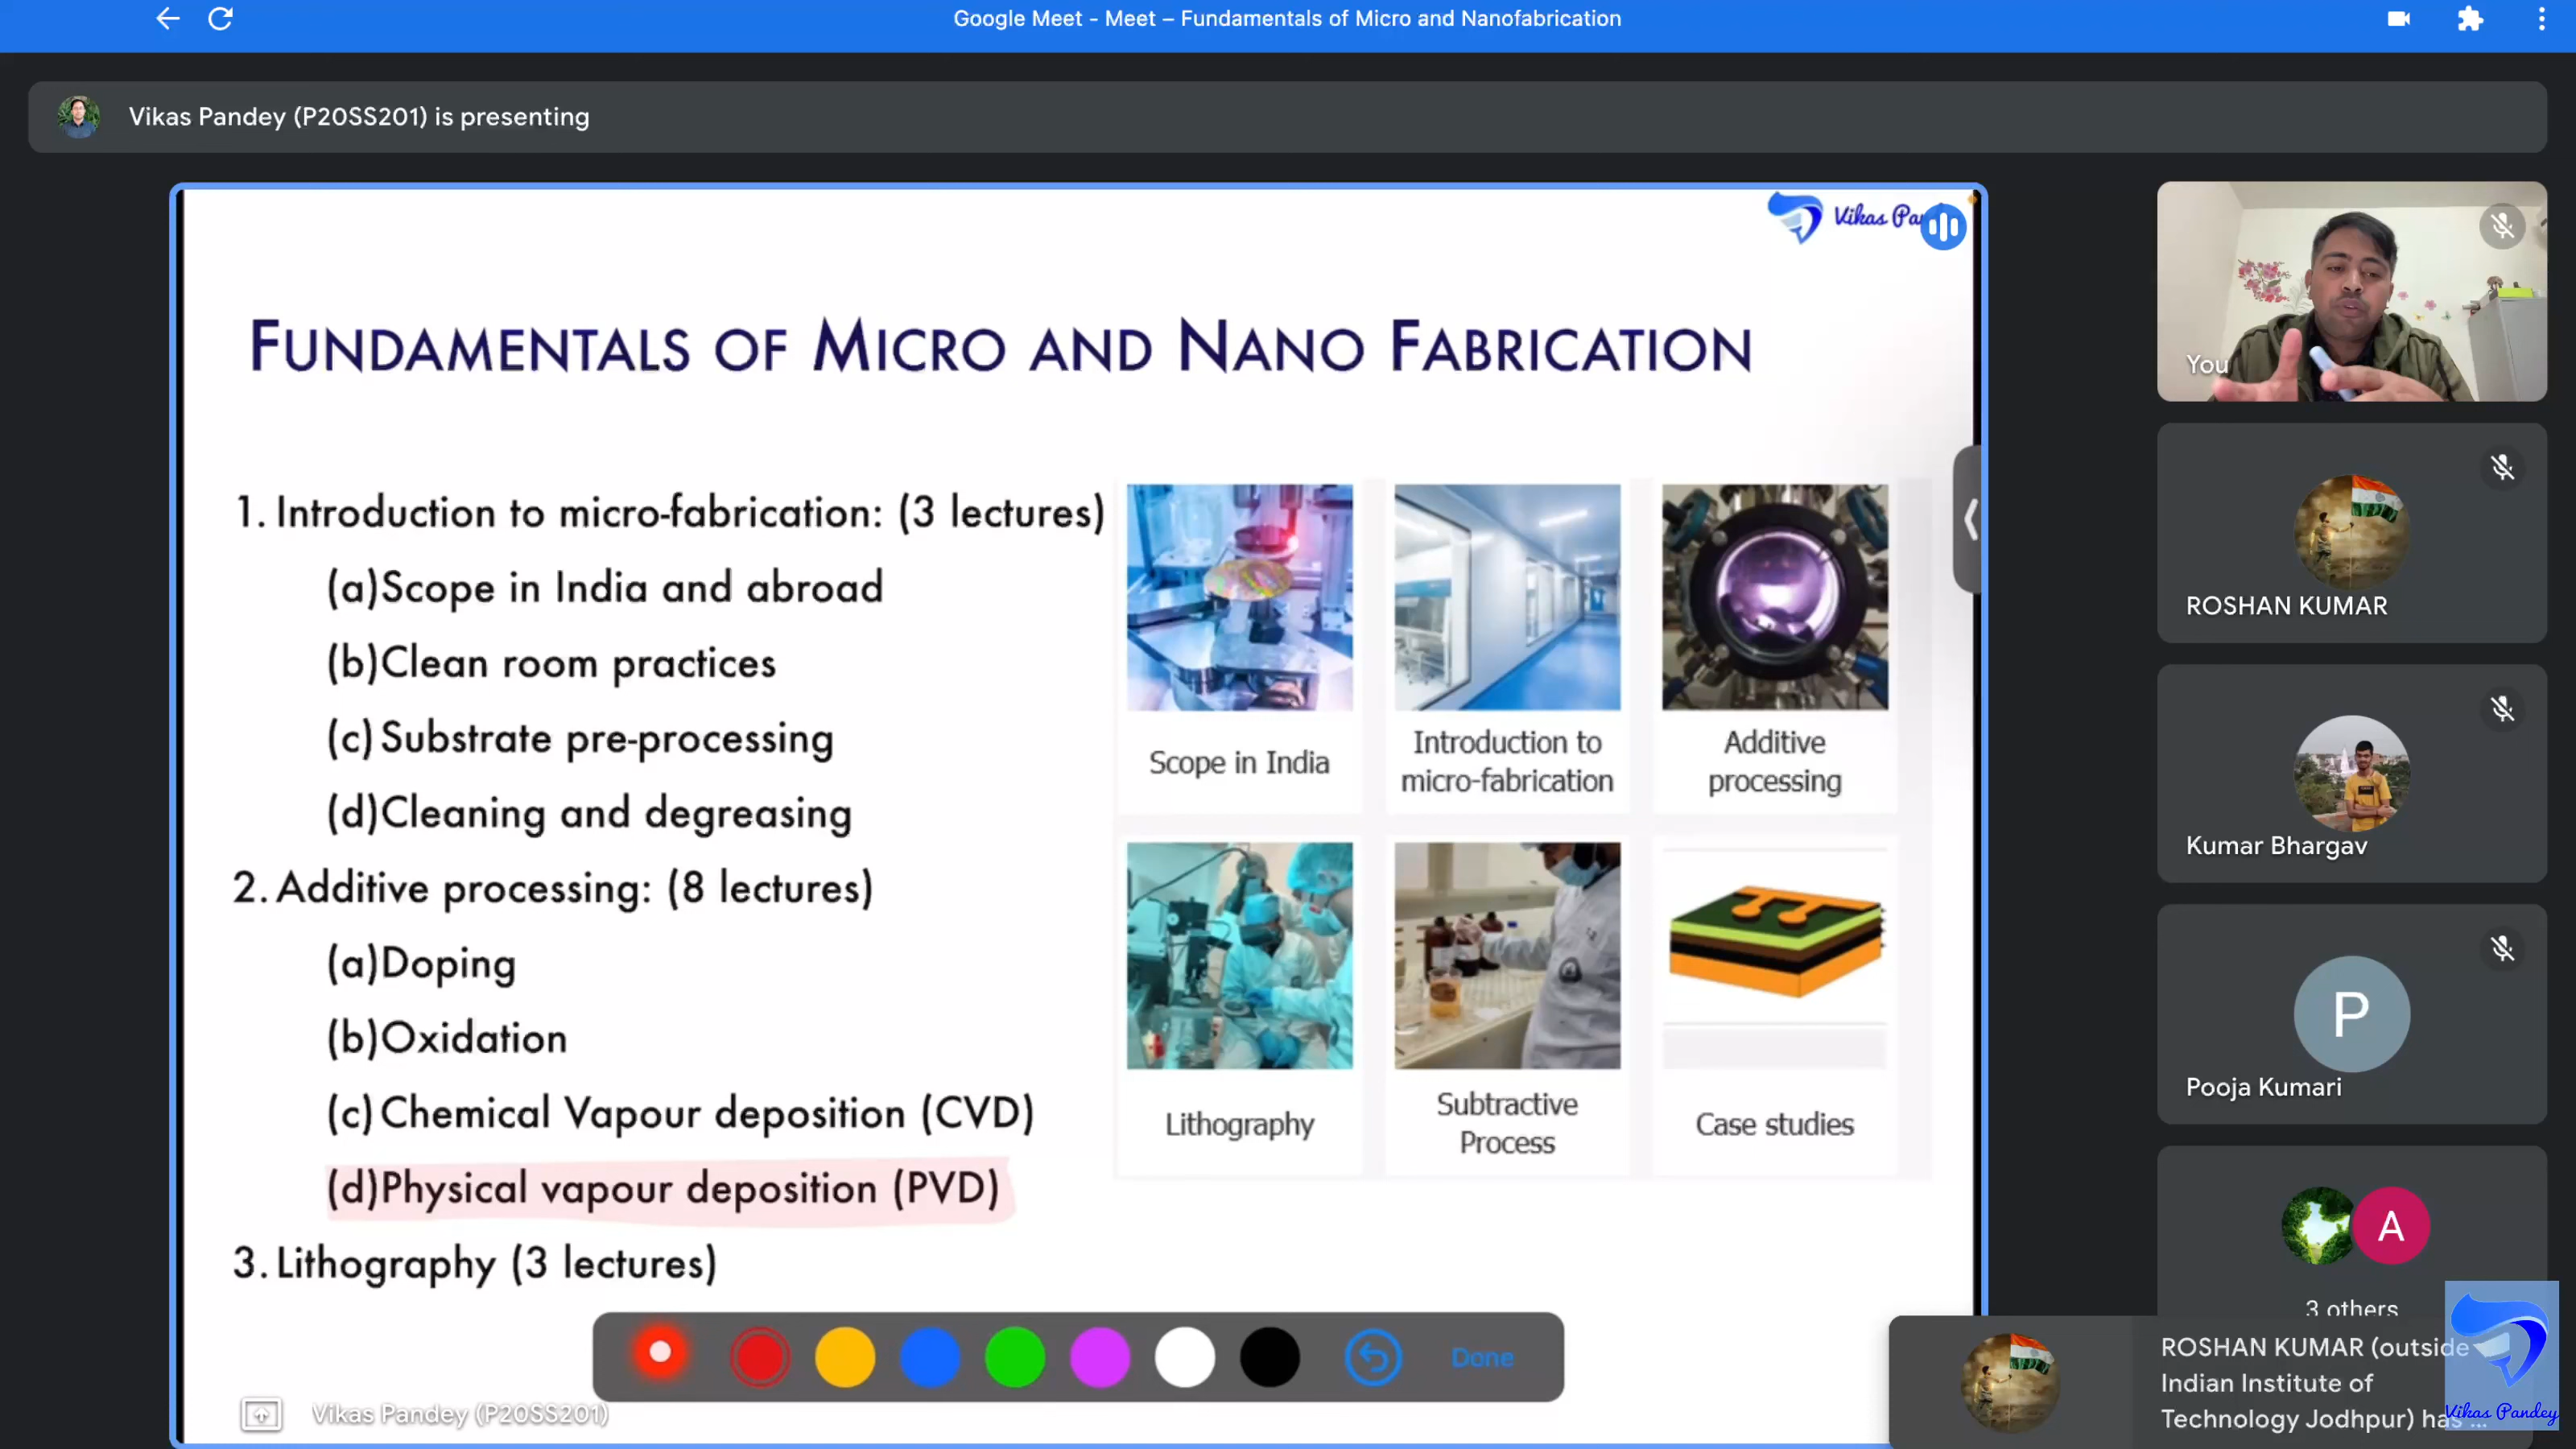 Google Meet - Meet – Fundamentals of Micro and Nanofabrication
Vikas Pandey (P20SS201) is presenting
Vikas
FUNDAMENTALS OF MICRO AND NANO FABRICATION
1. Introduction to micro-fabrication: (3 lectures)
(a)Scope in India and abroad
(b)Clean room practices
(c) Substrate pre-processing
(d)Cleaning and degreasing
2. Additive processing: (8 lectures)
(a)Doping
(b)Oxidation
(c) Chemical Vapour deposition (CVD)
(d)Physical vapour deposition (PVD)
3. Lithography (3 lectures)
Scope in India
Introduction to
micro-fabrication
Additive
processing
Lithography
Subtractive
Process
Case studies
Done
Vikas Pandey (P20SS201)
You
ROSHAN KUMAR
Kumar Bhargav
P
Pooja Kumari
A
3 others
ROSHAN KUMAR (outside
Indian Institute of
Technology Jodhpur) has ...
Vikas Pandey